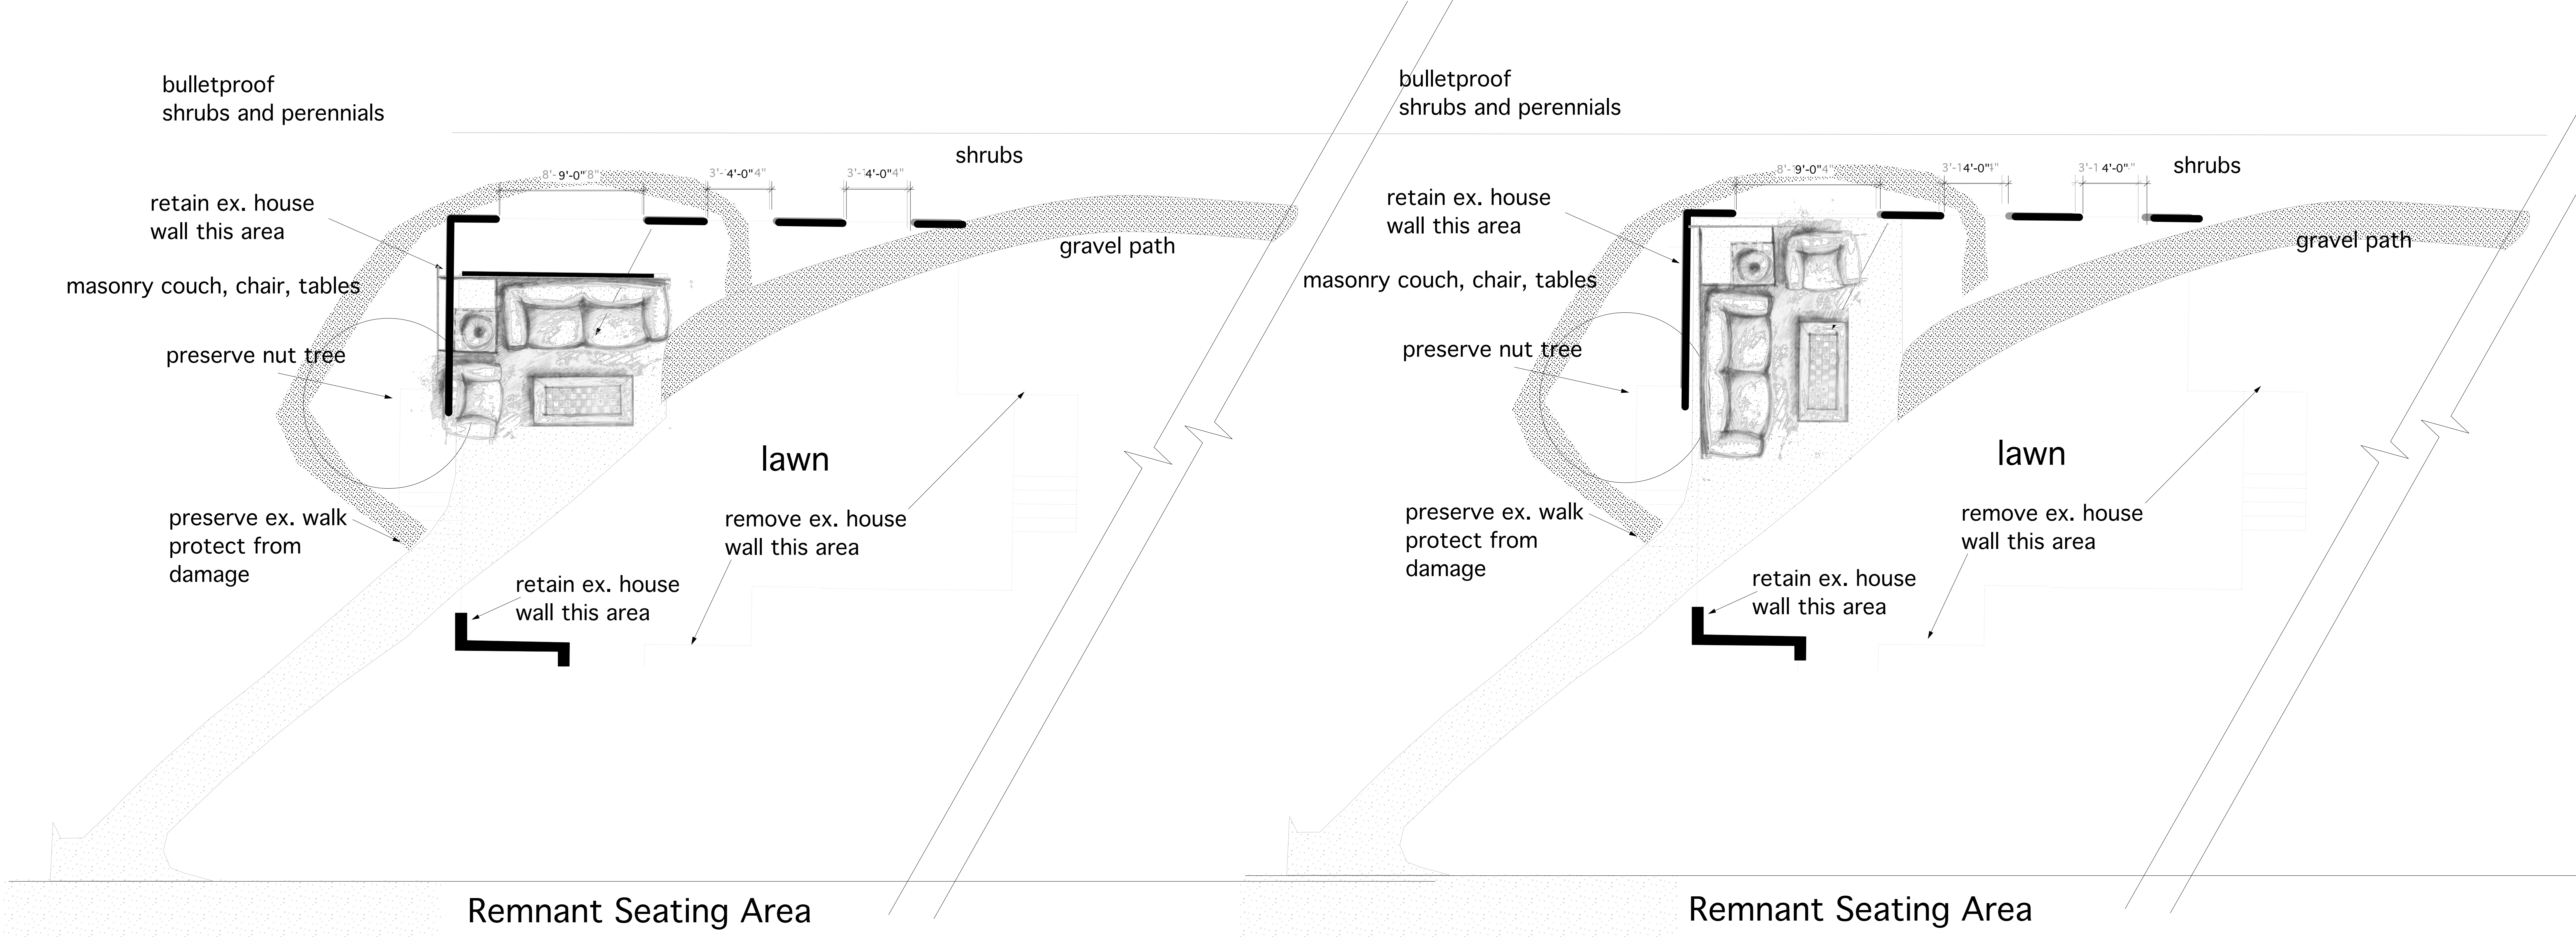 bulletproof
shrubs and perennials
shrubs
9'-0"
4'-0"
4'-0"
retain ex. house
wall this area
gravel path
masonry couch, chair, tables
preserve nut tree
lawn
preserve ex. walk
protect from
damage
remove ex. house
wall this area
retain ex. house
wall this area
Remnant Seating Area
bulletproof
shrubs and perennials
shrubs
9'-0"
4'-0"
4'-0"
retain ex. house
wall this area
gravel path
masonry couch, chair, tables
preserve nut tree
lawn
preserve ex. walk
protect from
damage
remove ex. house
wall this area
retain ex. house
wall this area
Remnant Seating Area